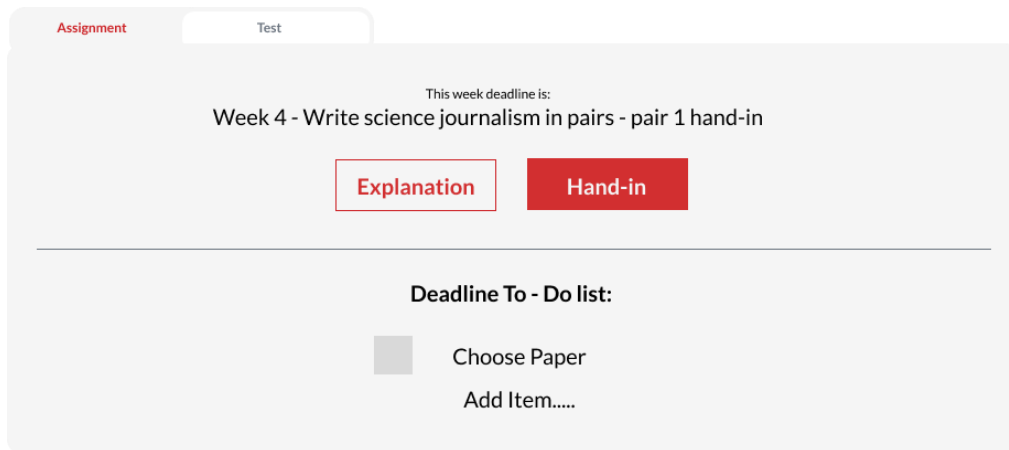 Assignment
Test
This week deadline is:
Week 4 - Write science journalism in pairs - pair 1 hand-in
Explanation
Hand-in
Deadline To - Do list:
Choose Paper
Add Item.....